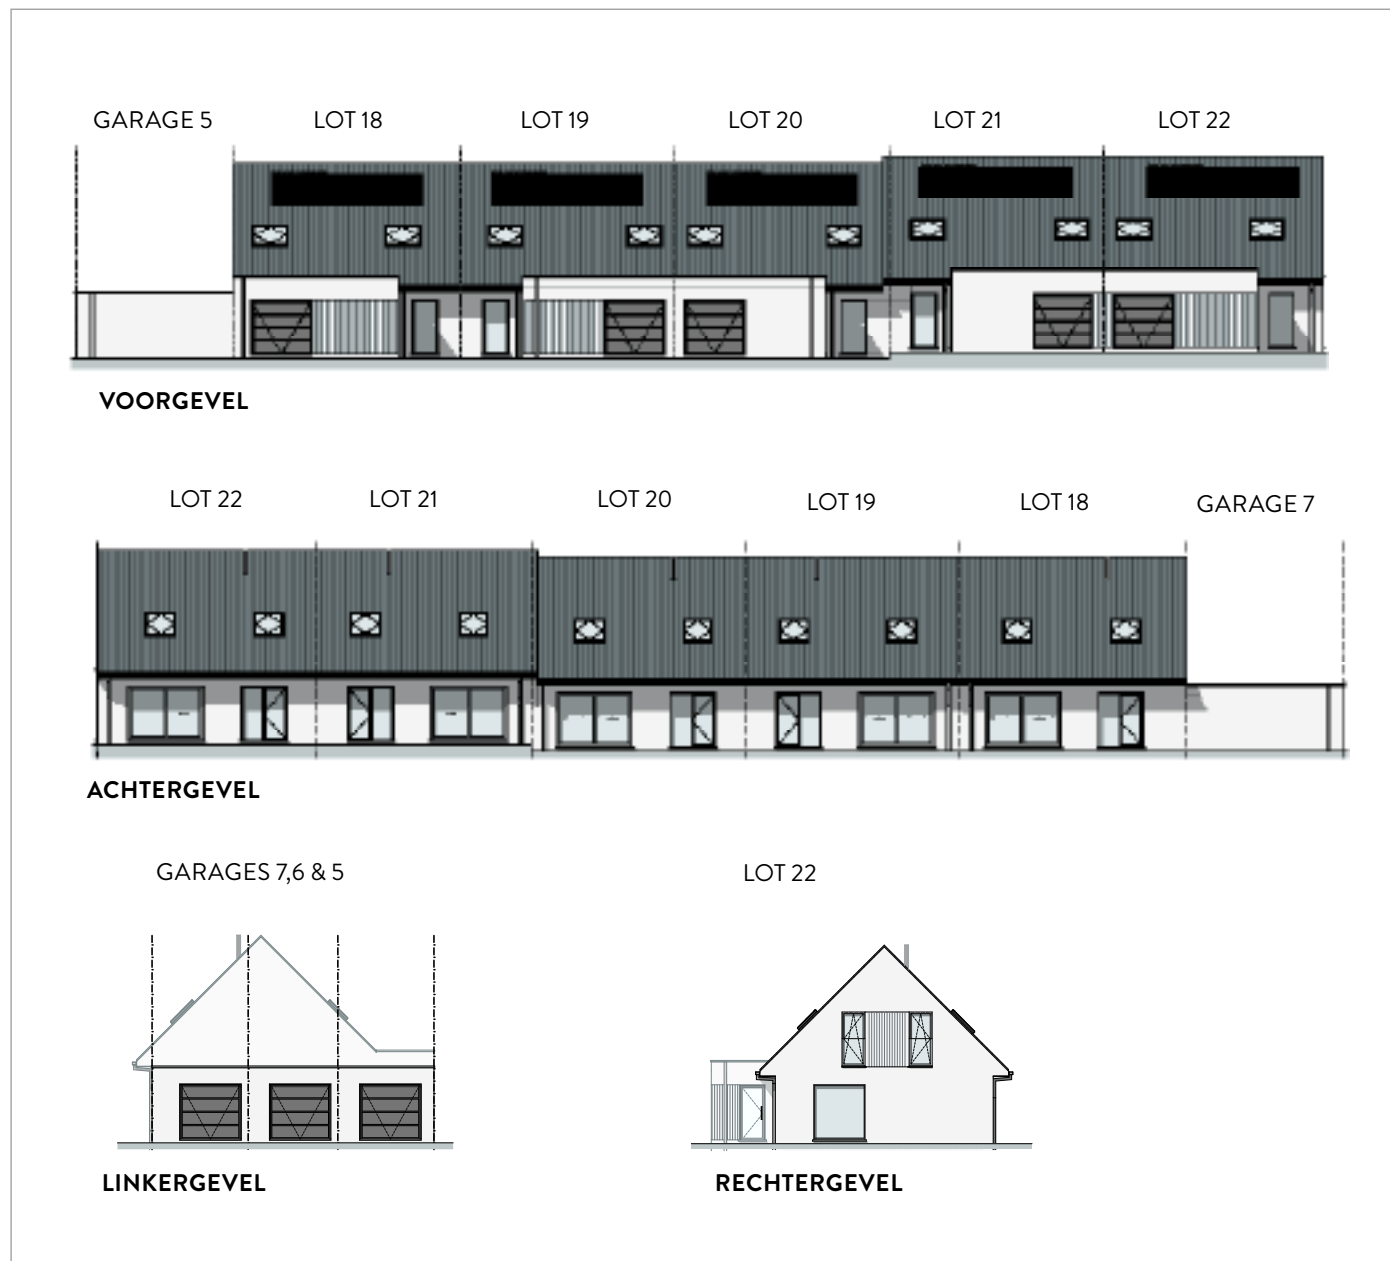 GARAGE 5 LOT 18 LOT 19 LOT 20 LOT 21 LOT 22
VOORGEVEL
LOT 22 LOT 21 LOT 20 LOT 19 LOT 18 GARAGE 7
ACHTERGEVEL
GARAGES 7,6 & 5 LOT 22
LINKERGEVEL RECHTERGEVEL